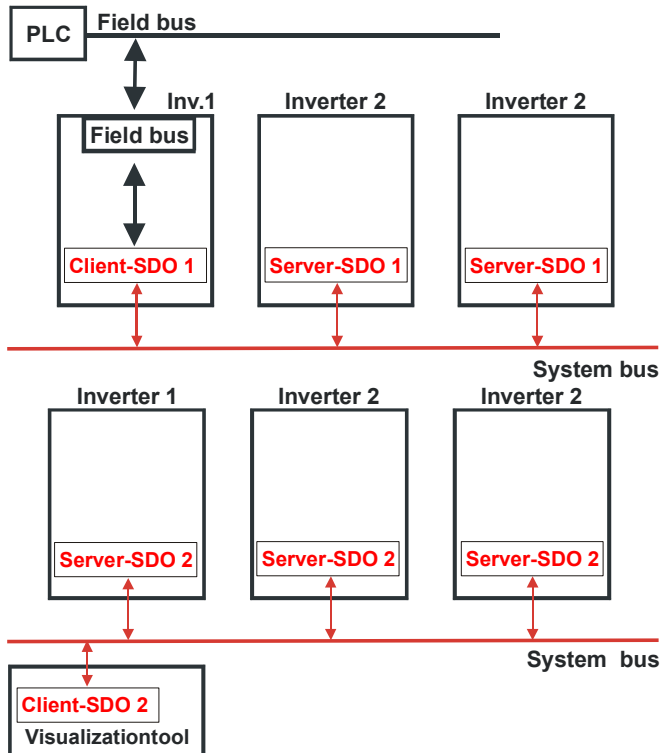 PLC
Field bus
Inv.1
Inverter 2
Inverter 2
Field bus
Client-SDO 1
Server-SDO 1
Server-SDO 1
System bus
Inverter 1
Inverter 2
Inverter 2
Server-SDO 2
Server-SDO 2
Server-SDO 2
System bus
Client-SDO 2
Visualizationtool